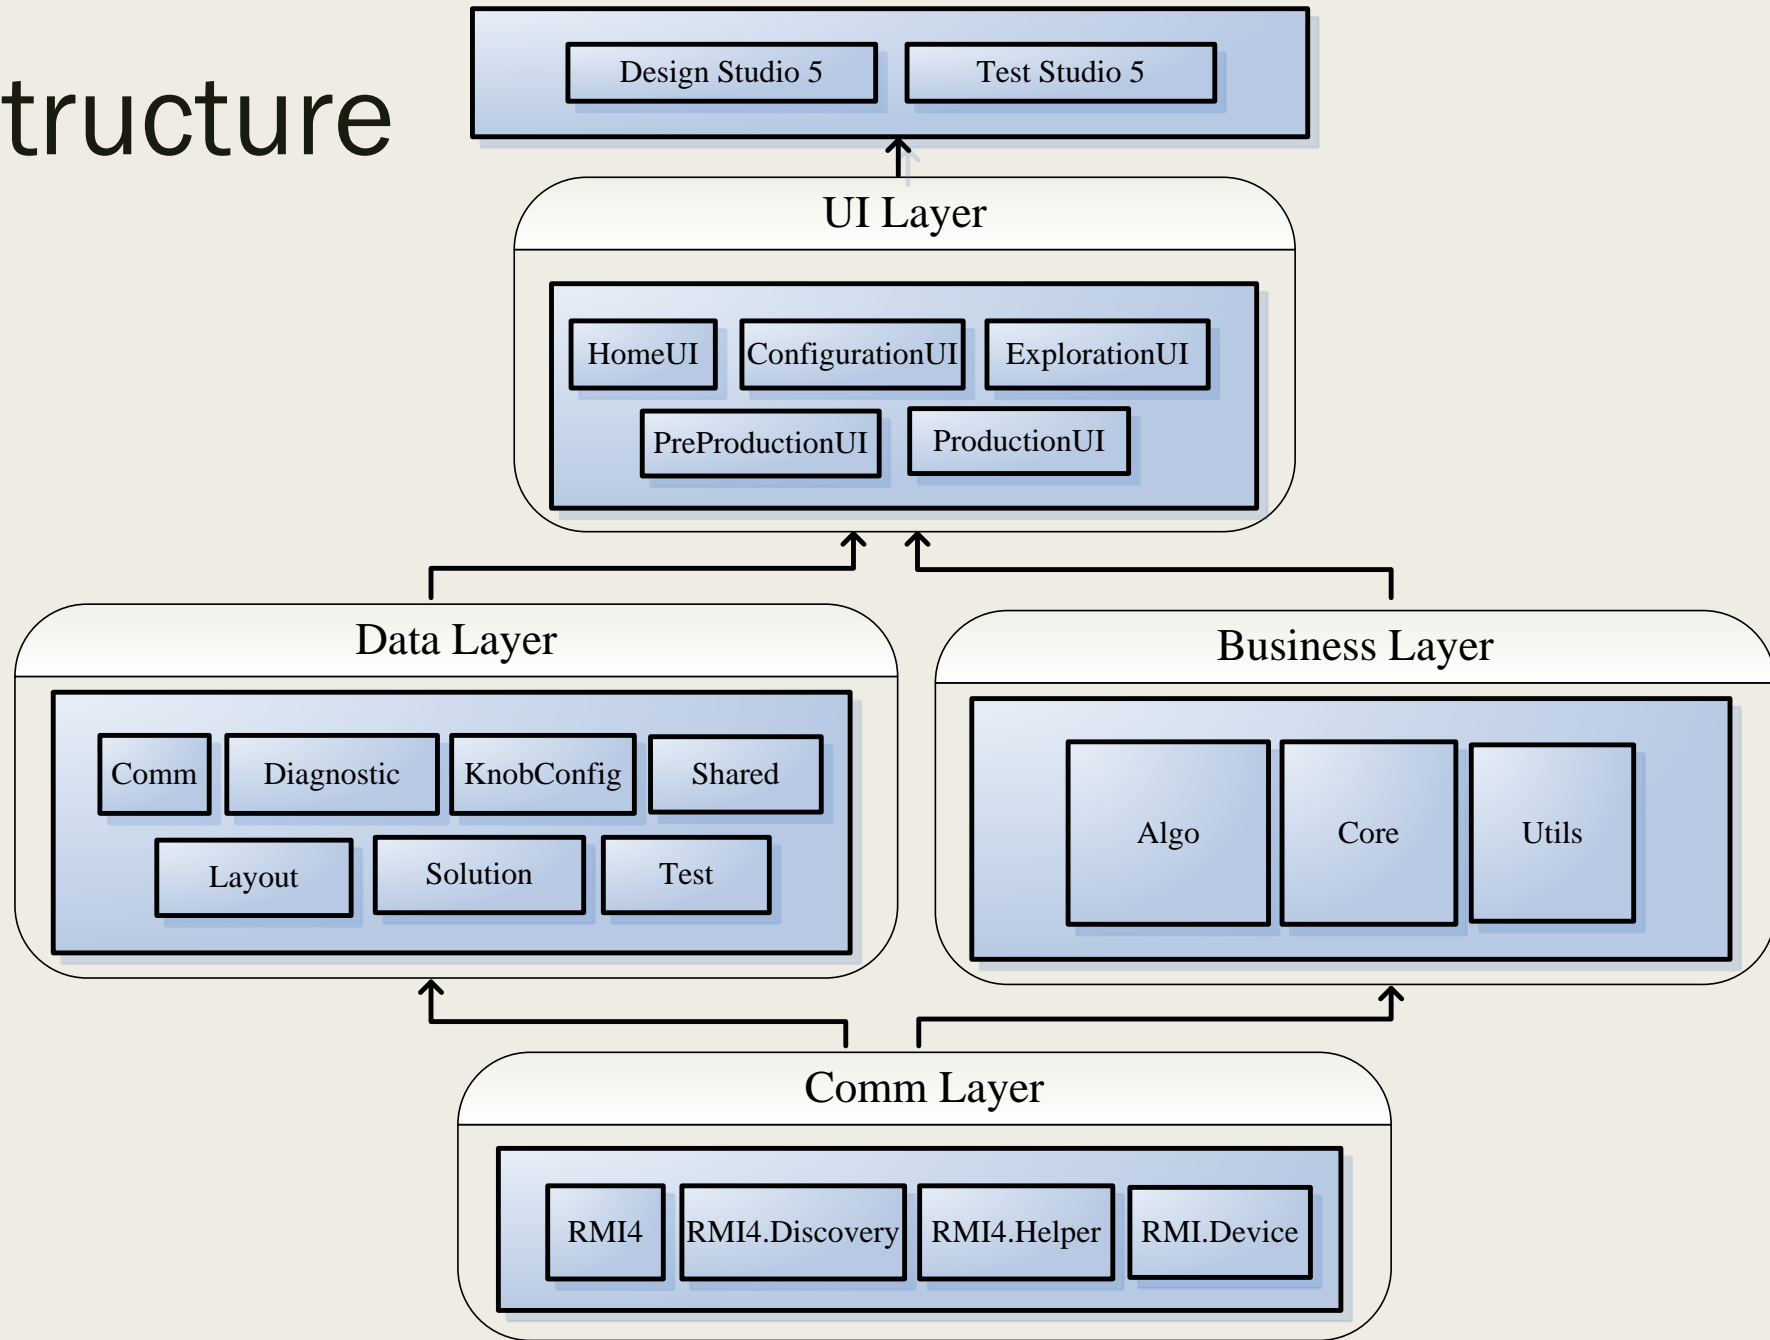 tructure
Design Studio 5
Test Studio 5
UI Layer
HomeUI
ConfigurationUI
ExplorationUI
PreProductionUI
ProductionUI
Data Layer
Comm
Diagnostic
KnobConfig
Shared
Layout
Solution
Test
Business Layer
Algo
Core
Utils
Comm Layer
RMI4
RMI4.Discovery
RMI4.Helper
RMI.Device